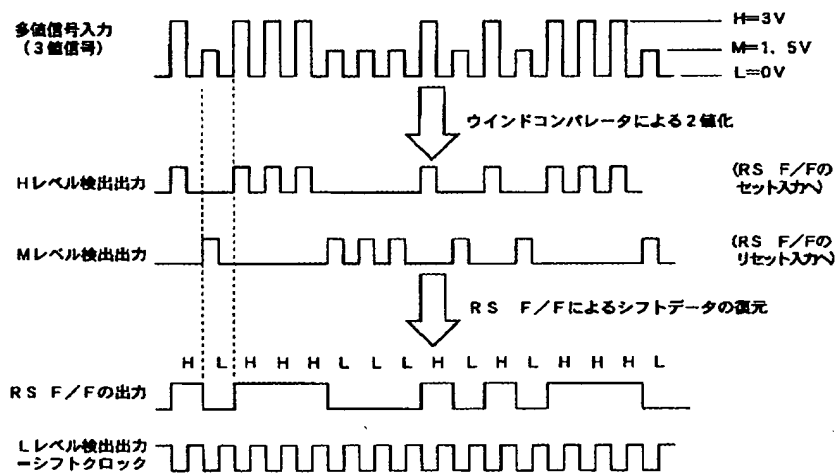 多値信号入力
(3値信号)
H=3V
M=1,5V
L=0V
ウインドコンパレータによる2値化
Hレベル検出出力
(RS F/Fの
セット入力へ)
Mレベル検出出力
(RS F/Fの
リセット入力へ)
RS F/Fによるシフトデータの復元
H L H H H L L L H L H L H H H L
RS F/Fの出力
Lレベル検出出力
=シフトクロック